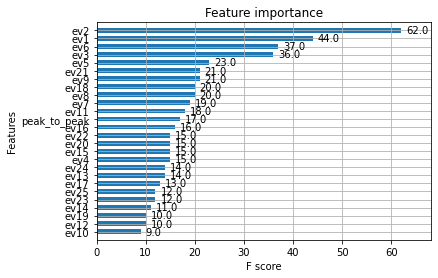 Feature importance
ev2 62.0
ev1 44.0
ev6 37.0
ev3 36.0
ev5 23.0
ev21 21.0
ev9 21.0
ev18 20.0
ev8 20.0
ev7 19.0
ev11 18.0
peak_to_peak 17.0
ev16 16.0
ev22 15.0
ev20 15.0
ev15 15.0
ev4 15.0
ev24 14.0
ev13 14.0
ev17 13.0
ev25 12.0
ev23 12.0
ev14 11.0
ev19 10.0
ev12 10.0
ev10 9.0
Features
0 10 20 30 40 50 60
F score